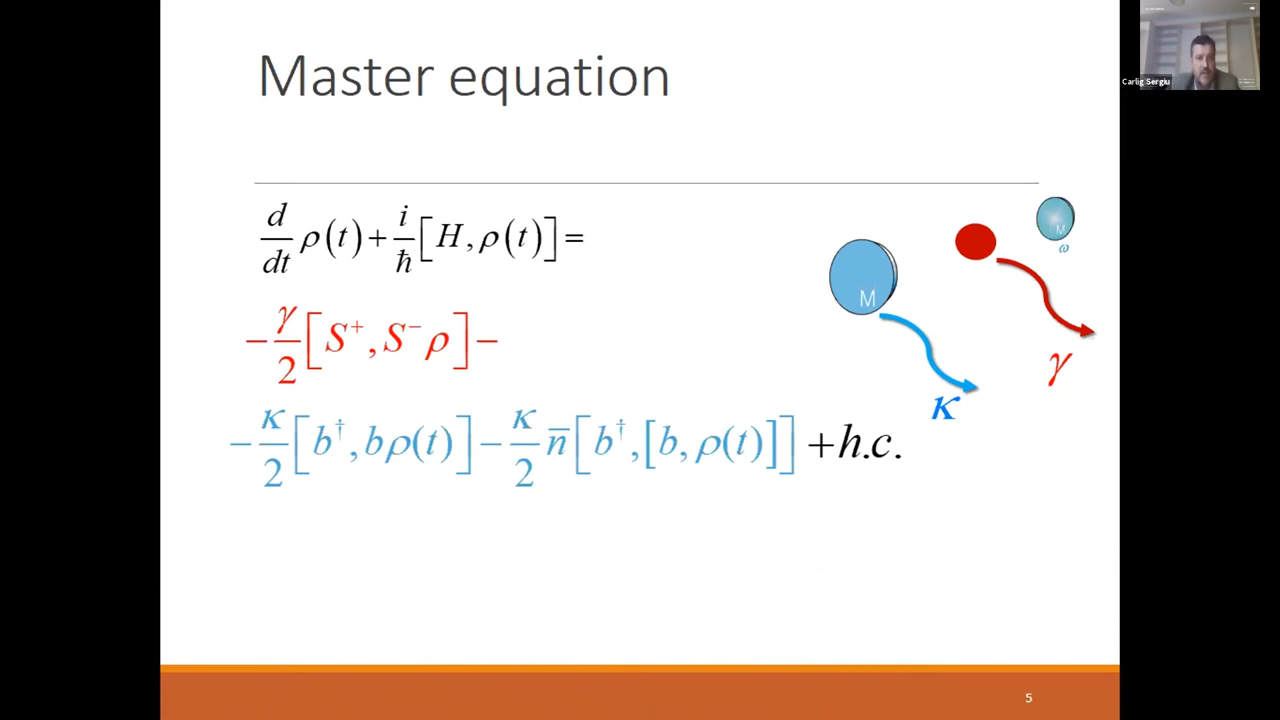 Master equation
Carlig Sergiu
d/dt ρ(t) + i/ħ [H, ρ(t)] =
−γ/2 [S⁺, S⁻ρ] −
−κ/2 [b†, bρ(t)] − κ/2 n̅ [b†, [b, ρ(t)]] + h.c.
M
M
ω
κ
γ
5